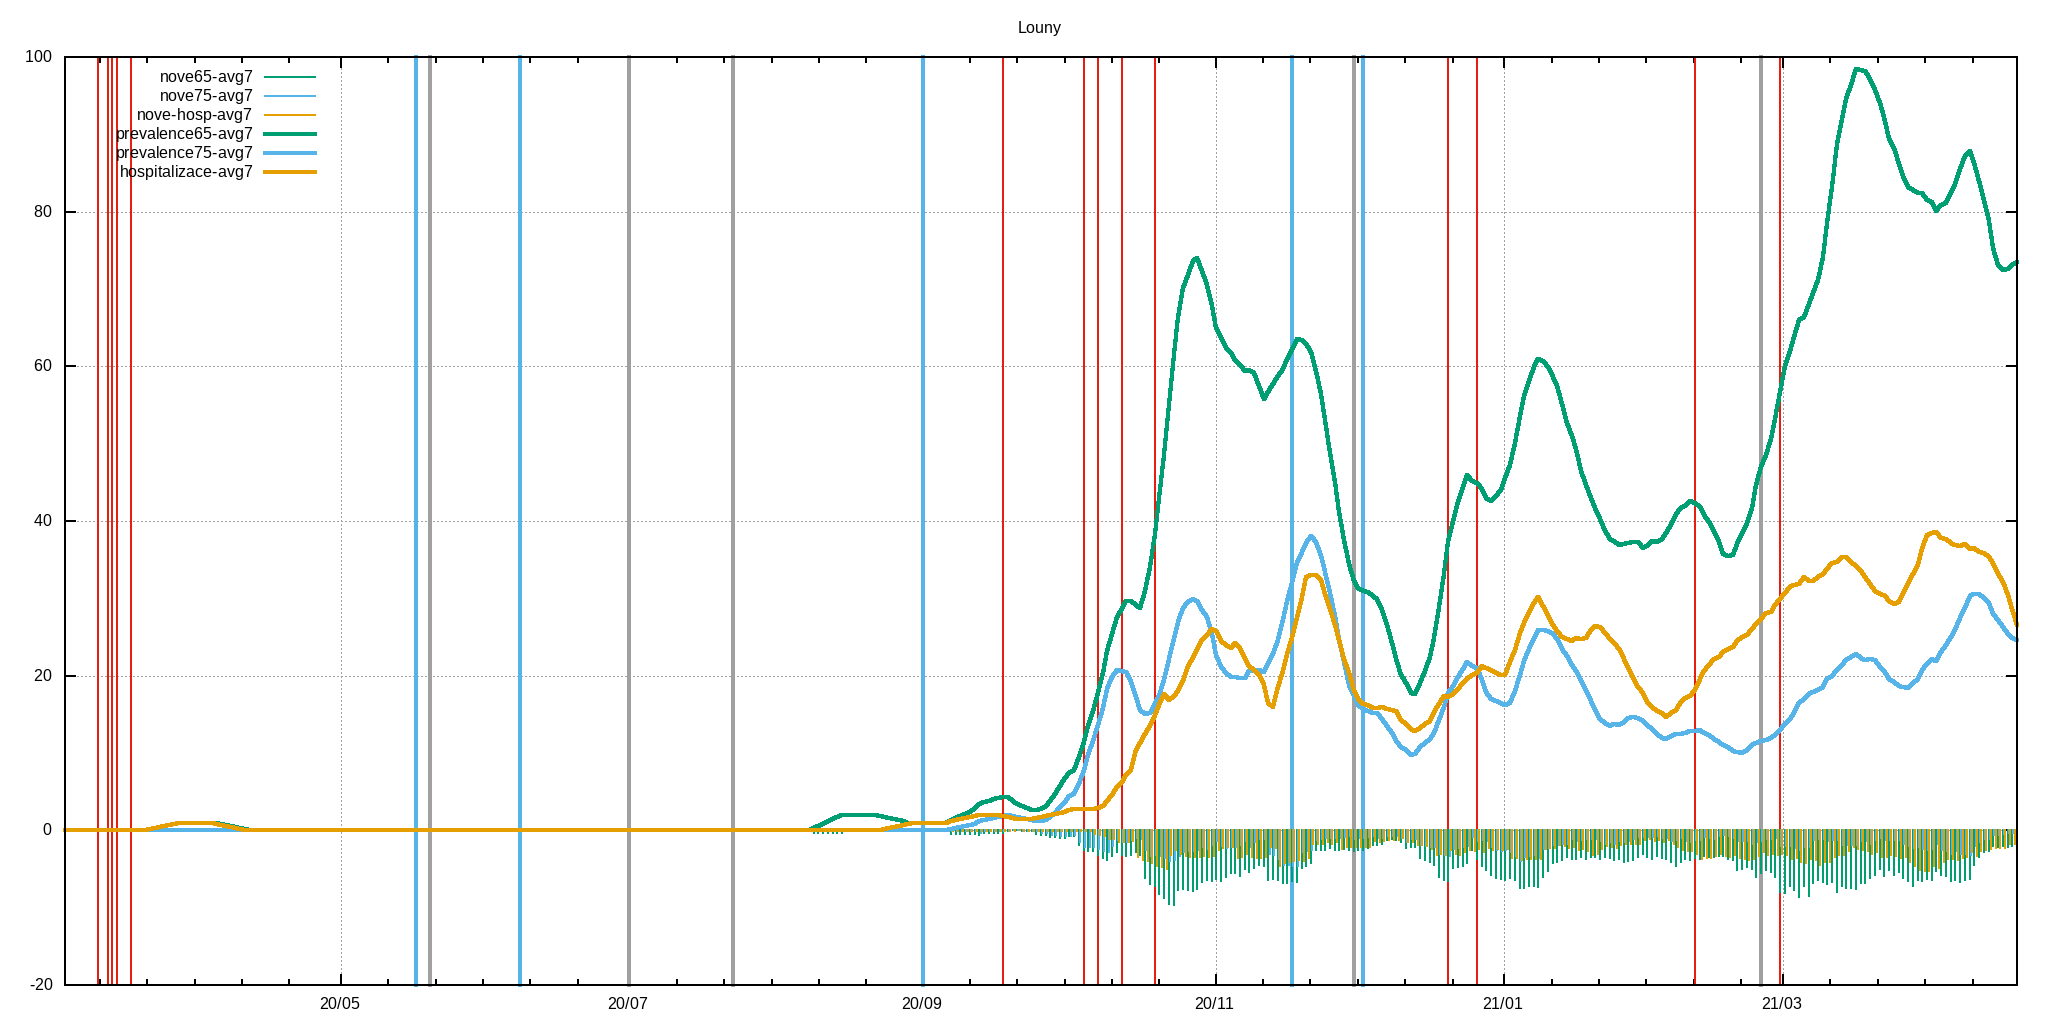 Louny
100
80
60
40
20
0
-20
nove65-avg7
nove75-avg7
nove-hosp-avg7
prevalence65-avg7
prevalence75-avg7
hospitalizace-avg7
20/05 20/07 20/09 20/11 21/01 21/03